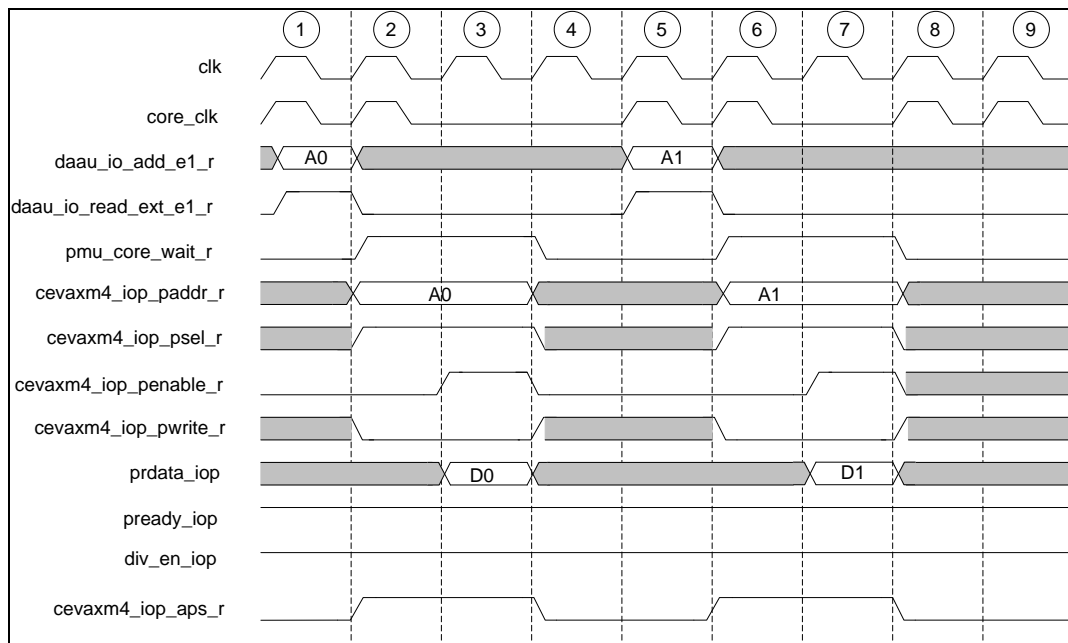 1 2 3 4 5 6 7 8 9
clk
core_clk
daau_io_add_e1_r A0 A1
daau_io_read_ext_e1_r
pmu_core_wait_r
cevaxm4_iop_paddr_r A0 A1
cevaxm4_iop_psel_r
cevaxm4_iop_penable_r
cevaxm4_iop_pwrite_r
prdata_iop D0 D1
pready_iop
div_en_iop
cevaxm4_iop_aps_r